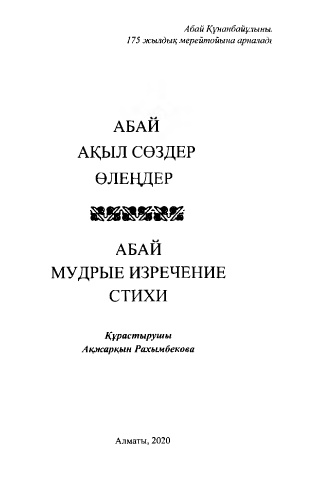 Абай Құнанбайұлының
175 жылдық мерейтойына арналады
АБАЙ
АҚЫЛ СӨЗДЕР
ӨЛЕҢДЕР
АБАЙ
МУДРЫЕ ИЗРЕЧЕНИЕ
СТИХИ
Құрастырушы
Ақжарқын Рахымбекова
Алматы, 2020